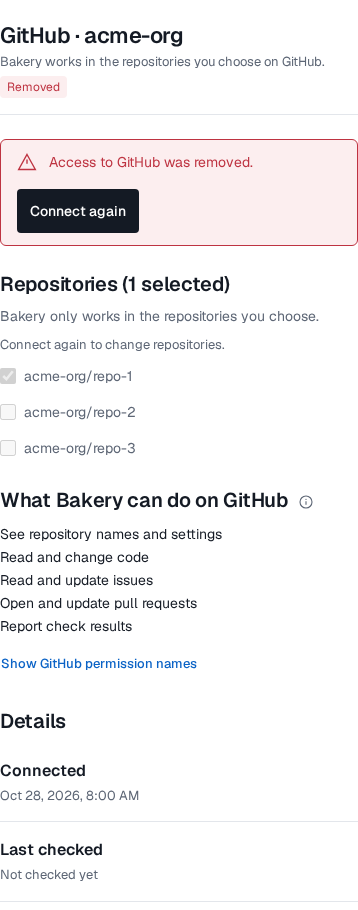 GitHub · acme-org
Bakery works in the repositories you choose on GitHub.
Removed
Access to GitHub was removed.
Connect again
Repositories (1 selected)
Bakery only works in the repositories you choose.
Connect again to change repositories.
acme-org/repo-1
acme-org/repo-2
acme-org/repo-3
What Bakery can do on GitHub
See repository names and settings
Read and change code
Read and update issues
Open and update pull requests
Report check results
Show GitHub permission names
Details
Connected
Oct 28, 2026, 8:00 AM
Last checked
Not checked yet